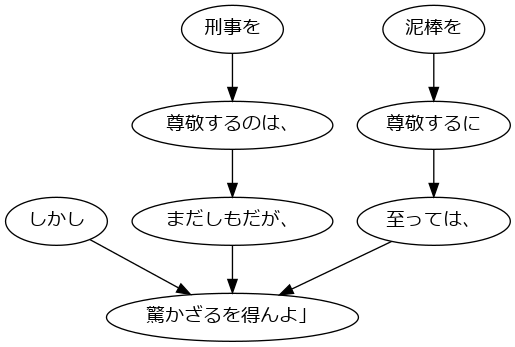 刑事を
泥棒を
尊敬するのは、
尊敬するに
しかし
まだしもだが、
至っては、
驚かざるを得んよ」